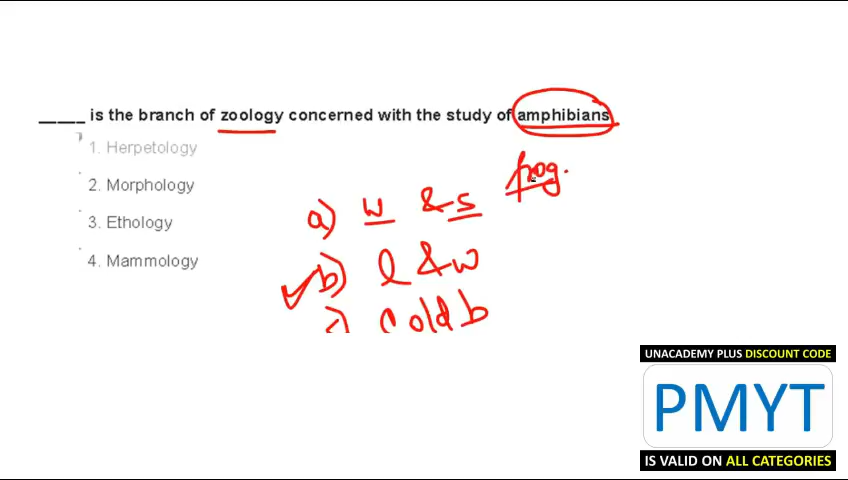 _____ is the branch of zoology concerned with the study of amphibians
1. Herpetology
2. Morphology
3. Ethology
4. Mammology
frog.
a) w & s
b) l & w
c) cold b
UNACADEMY PLUS DISCOUNT CODE
PMYT
IS VALID ON ALL CATEGORIES